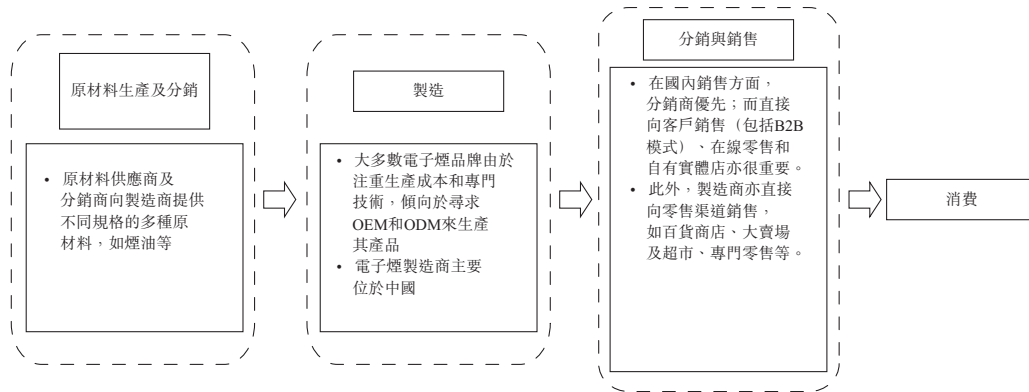 原材料生產及分銷
• 原材料供應商及
分銷商向製造商提供
不同規格的多種原
材料，如煙油等
製造
• 大多數電子煙品牌由於
注重生產成本和專門
技術，傾向於尋求
OEM和ODM來生產
其產品
• 電子煙製造商主要
位於中國
分銷與銷售
• 在國內銷售方面，
分銷商優先；而直接
向客戶銷售（包括B2B
模式）、在線零售和
自有實體店亦很重要。
• 此外，製造商亦直接
向零售渠道銷售，
如百貨商店、大賣場
及超市、專門零售等。
消費